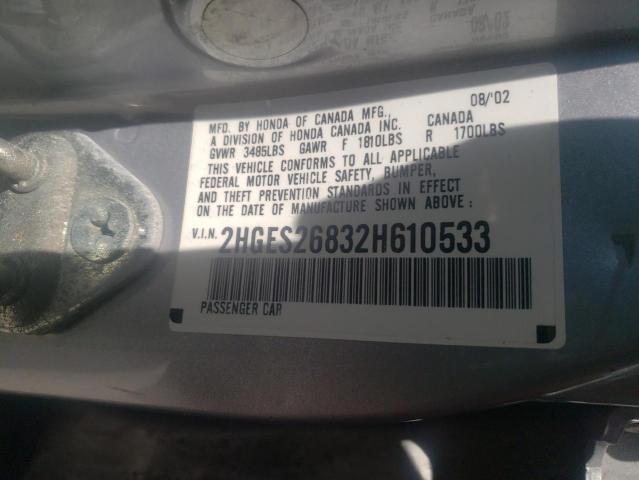 08/'02
MFD. BY HONDA OF CANADA MFG.,
A DIVISION OF HONDA CANADA INC. CANADA
GVWR 3485LBS GAWR F 1810LBS R 1700LBS
THIS VEHICLE CONFORMS TO ALL APPLICABLE
FEDERAL MOTOR VEHICLE SAFETY, BUMPER,
AND THEFT PREVENTION STANDARDS IN EFFECT
ON THE DATE OF MANUFACTURE SHOWN ABOVE:
V.I.N. 2HGES26832H610533
PASSENGER CAR